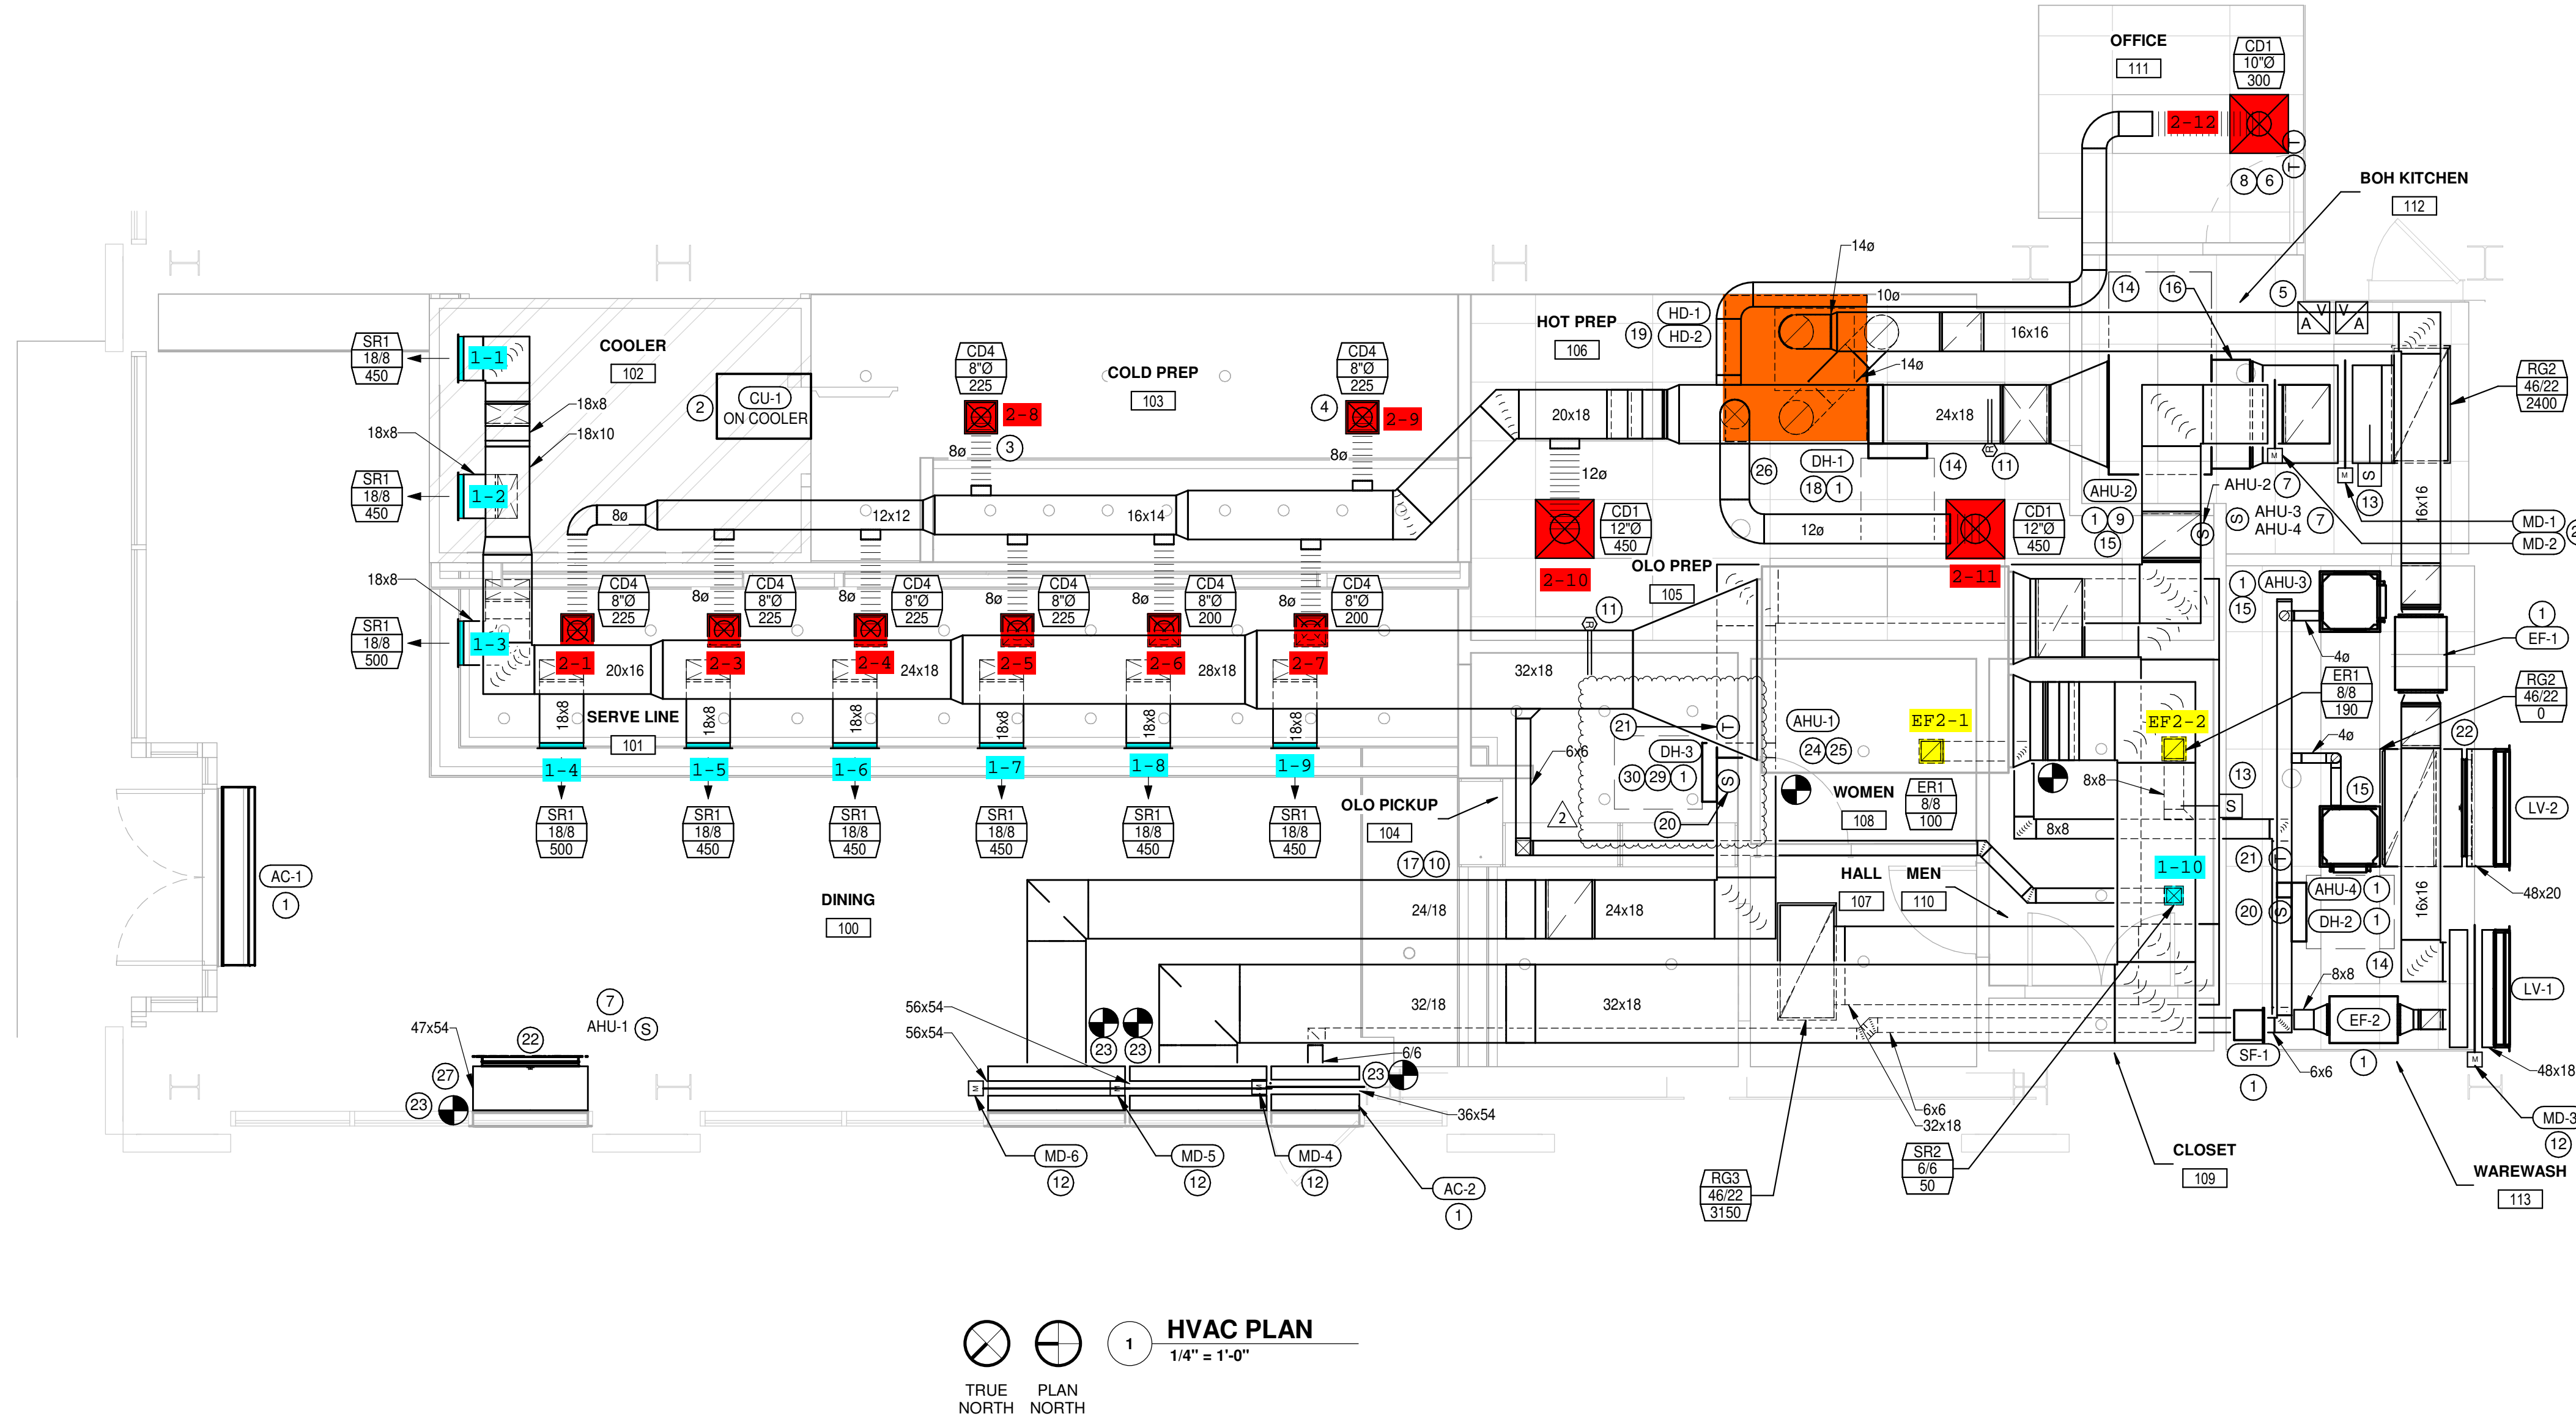 OFFICE
111
CD1
10"Ø
300
2-12
T
T
8
6
BOH KITCHEN
112
14ø
10ø
14
16
5
V
A
V
A
SR1
18/8
450
1-1
COOLER
102
CU-1
ON COOLER
2
18x8
18x10
18x8
CD4
8"Ø
225
2-8
3
8ø
COLD PREP
103
CD4
8"Ø
225
4
2-9
8ø
HOT PREP
106
19
HD-1
HD-2
16x16
14ø
20x18
24x18
RG2
46/22
2400
SR1
18/8
450
1-2
12ø
26
DH-1
18
1
14
R
11
AHU-2
1
9
15
AHU-2
7
S
S
AHU-3
AHU-4
7
M
M
S
13
16x16
MD-1
MD-2
8ø
12x12
16x14
2-10
CD1
12"Ø
450
12ø
CD1
12"Ø
450
2-11
OLO PREP
105
18x8
SR1
18/8
500
1-3
CD4
8"Ø
225
8ø
CD4
8"Ø
225
8ø
CD4
8"Ø
225
8ø
CD4
8"Ø
225
8ø
CD4
8"Ø
200
8ø
CD4
8"Ø
200
2-1
2-3
2-4
2-5
2-6
2-7
20x16
24x18
28x18
32x18
R
11
1
AHU-3
15
4ø
1
EF-1
ER1
8/8
190
RG2
46/22
0
SERVE LINE
101
18x8
18x8
18x8
18x8
18x8
18x8
1-4
1-5
1-6
1-7
1-8
1-9
SR1
18/8
500
SR1
18/8
450
SR1
18/8
450
SR1
18/8
450
SR1
18/8
450
SR1
18/8
450
21
T
AHU-1
24
25
DH-3
30
29
1
S
20
6x6
2
EF2-1
EF2-2
4ø
22
13
15
8x8
S
LV-2
OLO PICKUP
104
17
10
WOMEN
108
ER1
8/8
100
8x8
21
T
1-10
HALL
107
MEN
110
AHU-4
1
DH-2
1
20
S
14
16x16
48x20
AC-1
1
DINING
100
24/18
24x18
32/18
32x18
8x8
EF-2
1
LV-1
SF-1
1
6x6
M
48x18
7
AHU-1
S
47x54
22
27
23
56x54
56x54
23
23
6/6
23
M
M
M
36x54
MD-6
12
MD-5
12
MD-4
12
AC-2
1
RG3
46/22
3150
6x6
32x18
SR2
6/6
50
CLOSET
109
WAREWASH
113
MD-3
12
1
HVAC PLAN
1/4" = 1'-0"
TRUE
NORTH
PLAN
NORTH